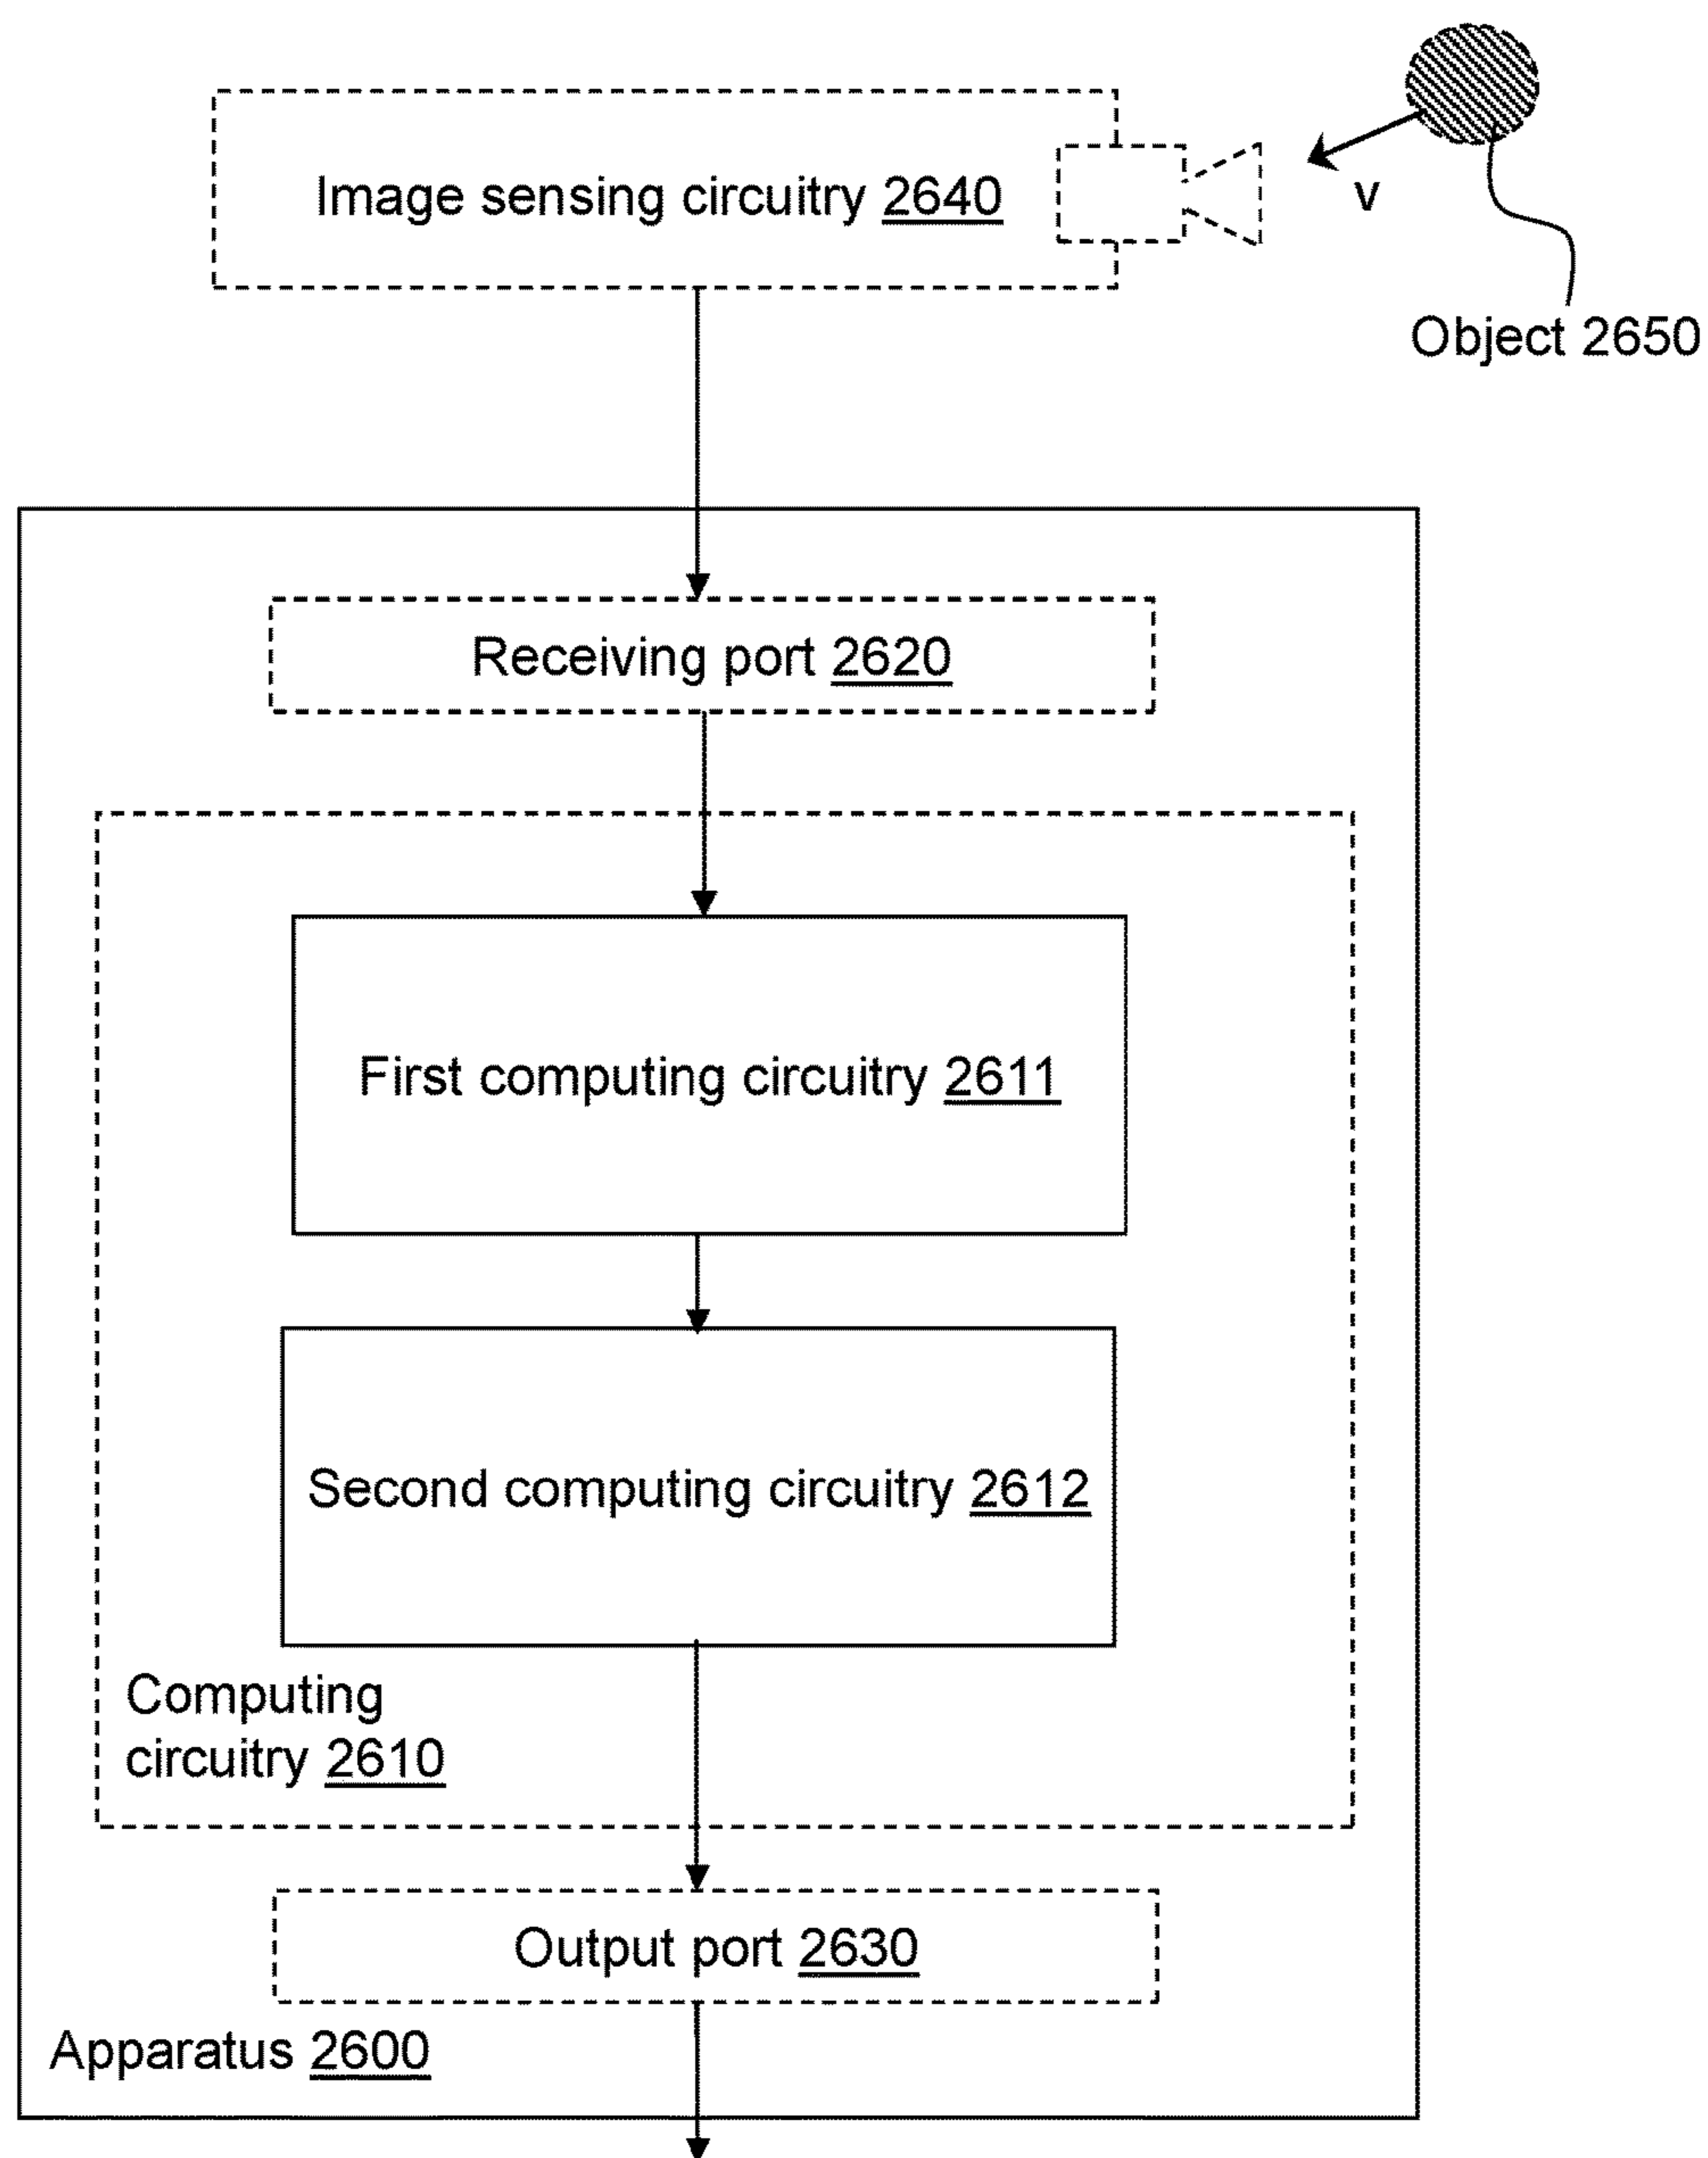 Image sensing circuitry 2640
v
Object 2650
Receiving port 2620
First computing circuitry 2611
Second computing circuitry 2612
Computing
circuitry 2610
Output port 2630
Apparatus 2600